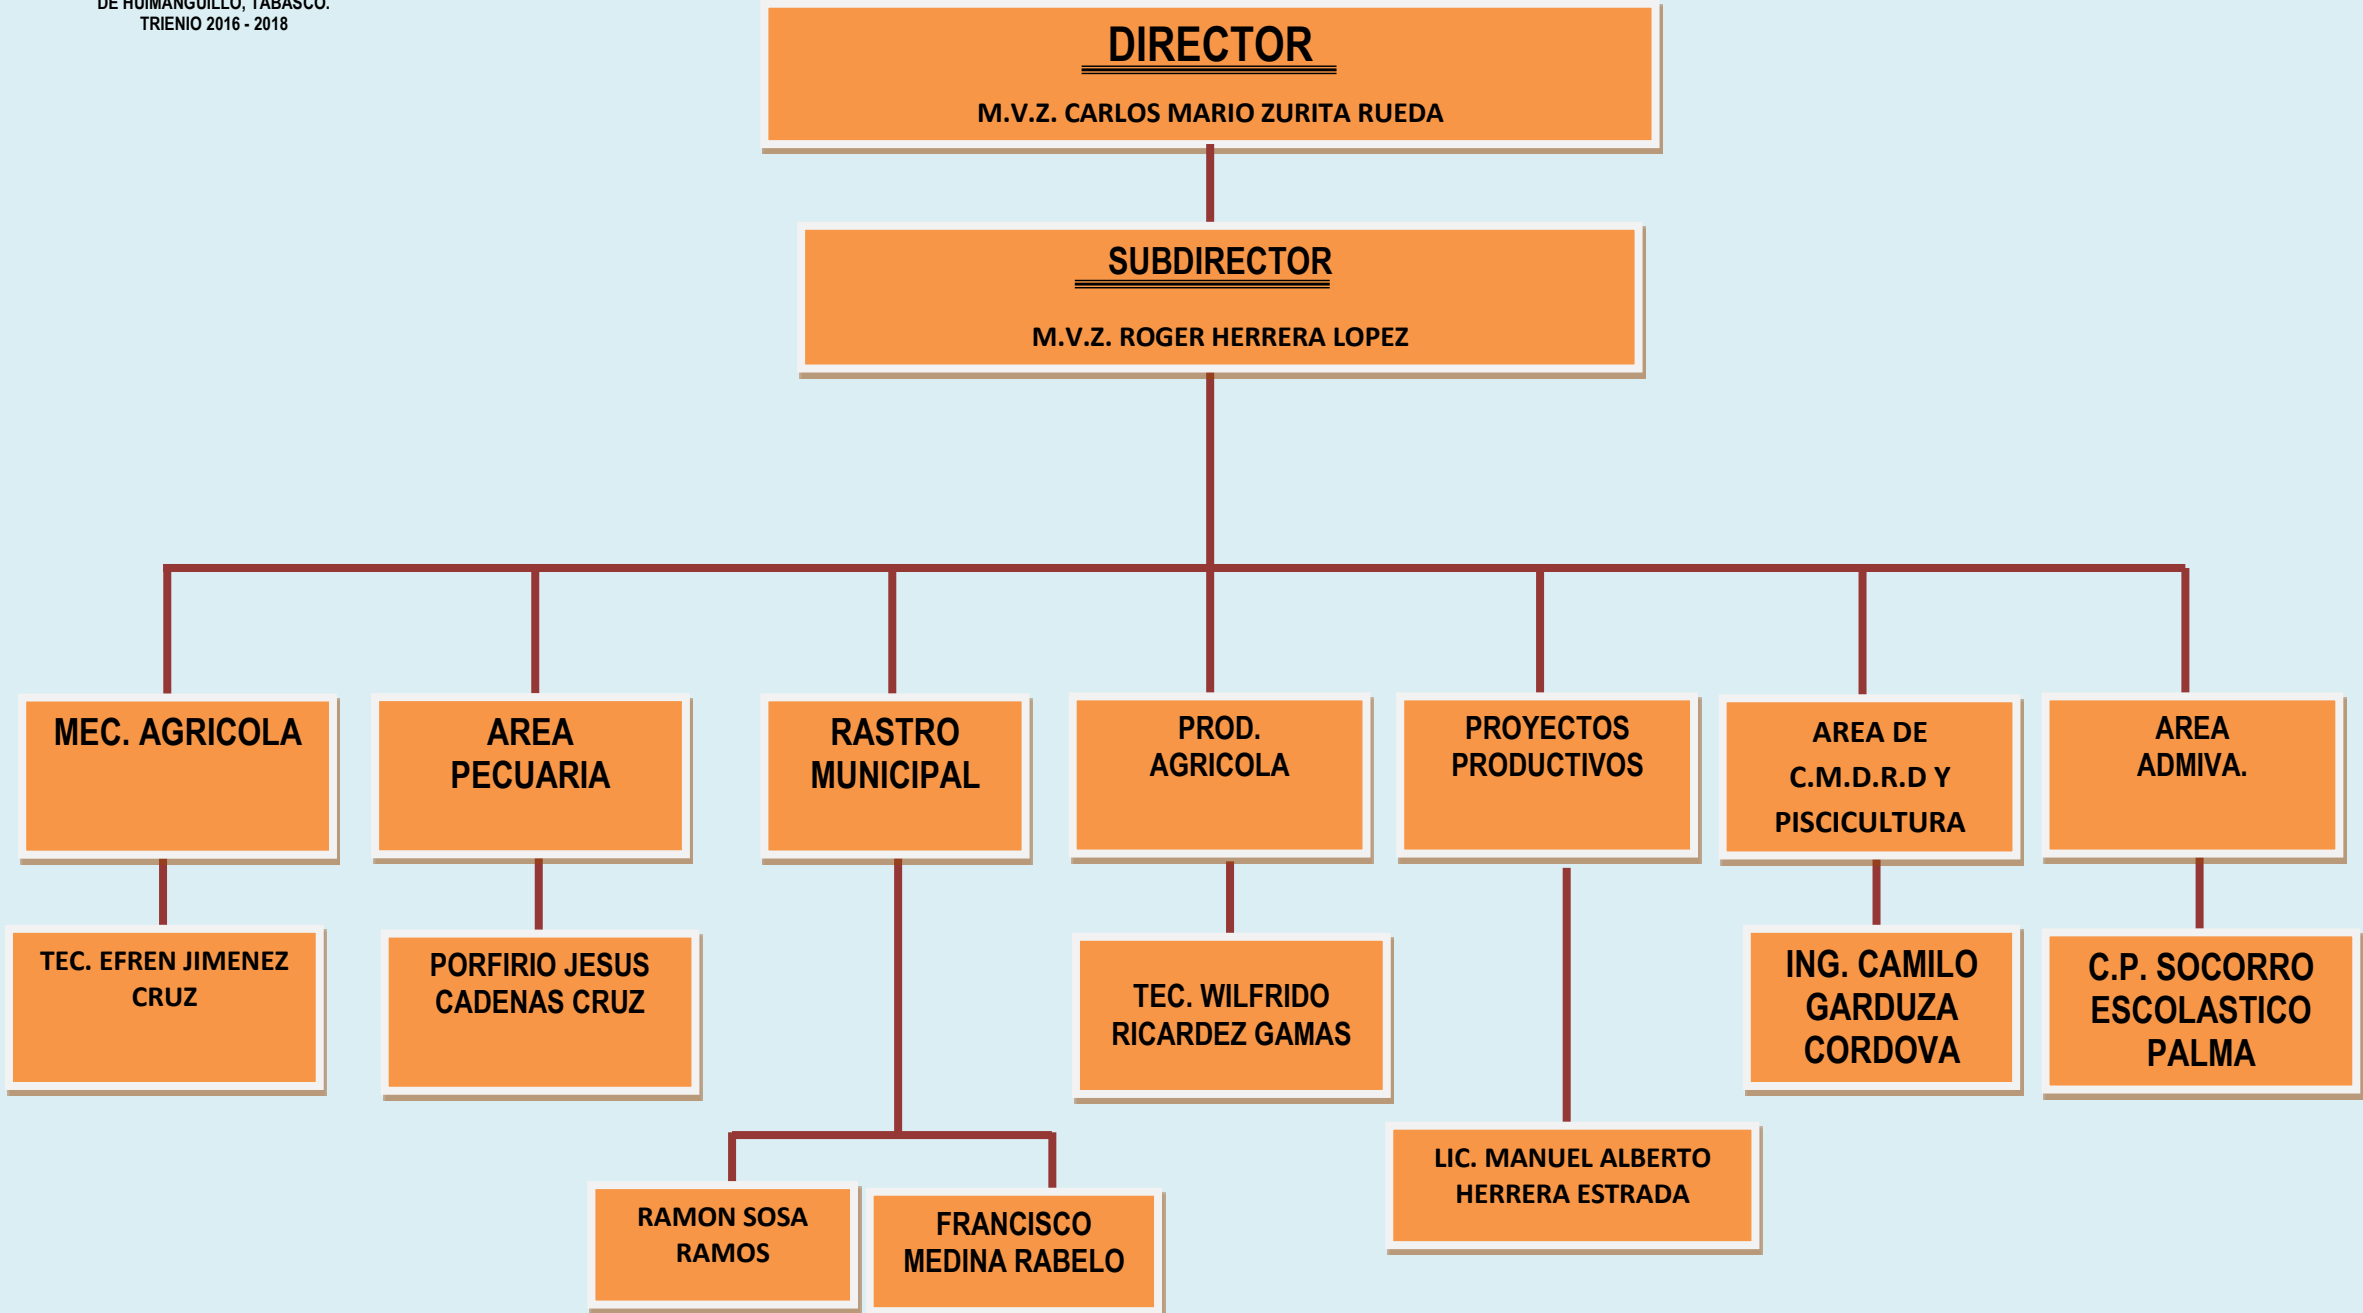 DE HUIMANGUILLO, TABASCO.
TRIENIO 2016 - 2018
DIRECTOR
M.V.Z. CARLOS MARIO ZURITA RUEDA
SUBDIRECTOR
M.V.Z. ROGER HERRERA LOPEZ
MEC. AGRICOLA
AREA
PECUARIA
RASTRO
MUNICIPAL
PROD.
AGRICOLA
PROYECTOS
PRODUCTIVOS
AREA DE
C.M.D.R.D Y
PISCICULTURA
AREA
ADMIVA.
TEC. EFREN JIMENEZ
CRUZ
PORFIRIO JESUS
CADENAS CRUZ
TEC. WILFRIDO
RICARDEZ GAMAS
ING. CAMILO
GARDUZA
CORDOVA
C.P. SOCORRO
ESCOLASTICO
PALMA
RAMON SOSA
RAMOS
FRANCISCO
MEDINA RABELO
LIC. MANUEL ALBERTO
HERRERA ESTRADA